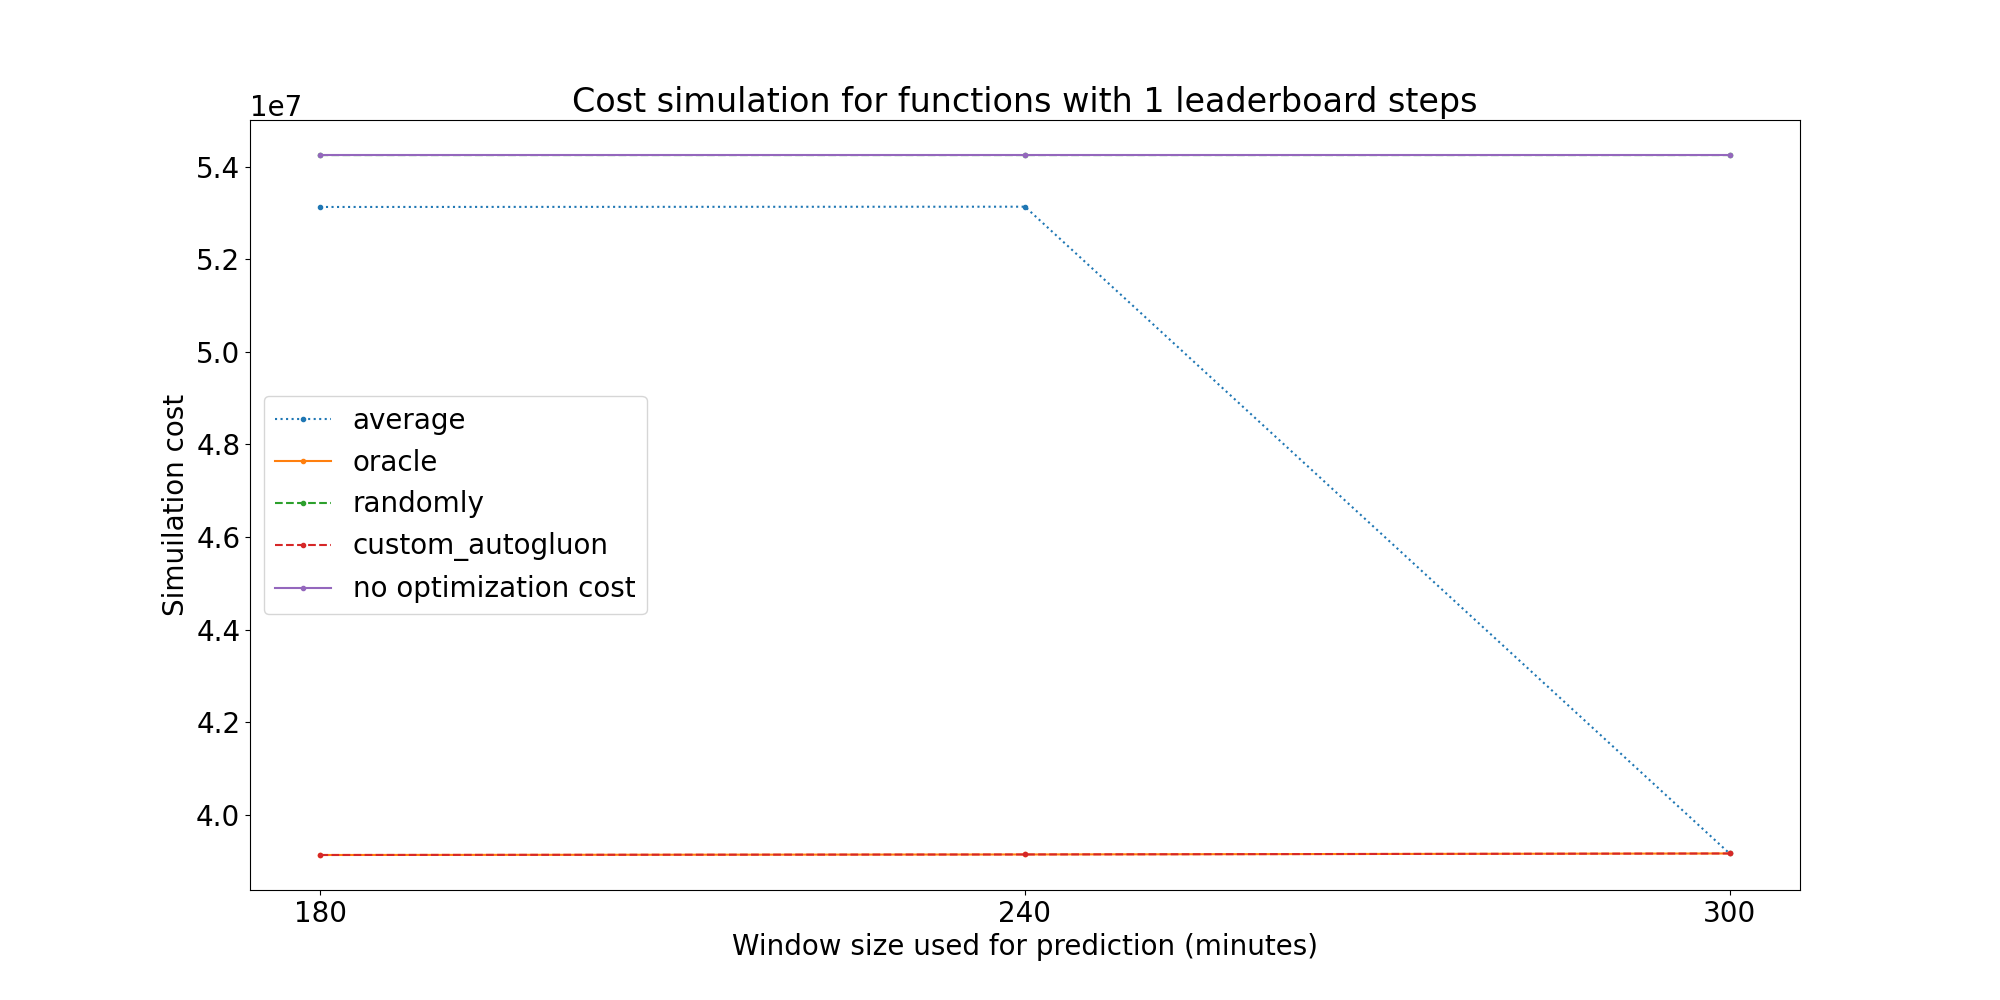 Cost simulation for functions with 1 leaderboard steps
1e7
5.4
5.2
5.0
4.8
4.6
4.4
4.2
4.0
Simuilation cost
average
oracle
randomly
custom_autogluon
no optimization cost
180
240
300
Window size used for prediction (minutes)